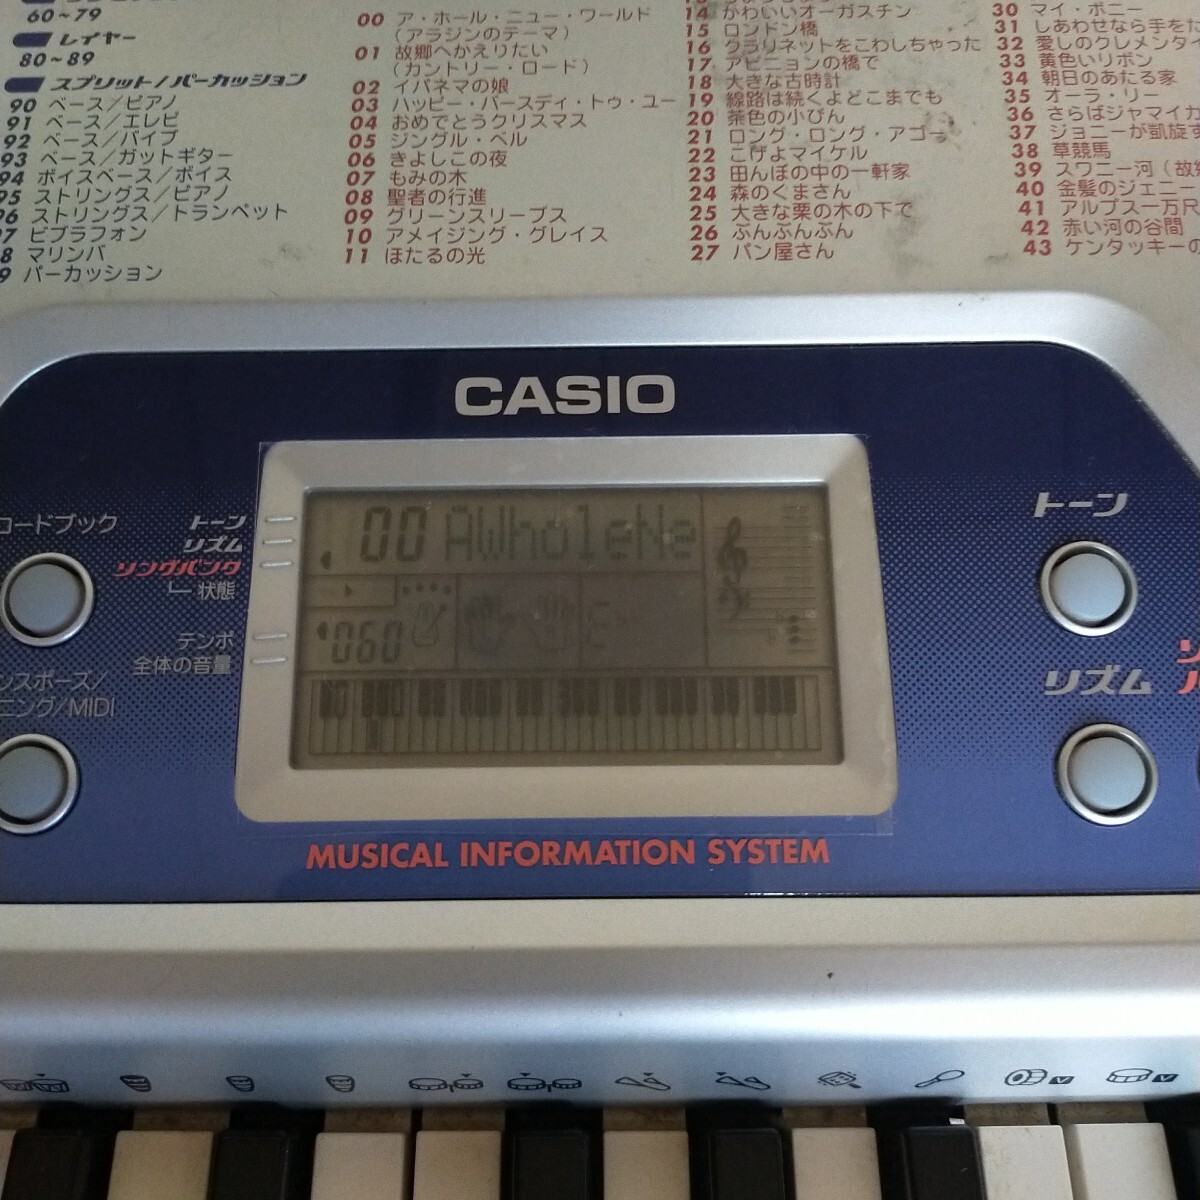 60~79
レイヤー
80~89
スプリット/パーカッション
90 ベース/ピアノ
91 ベース/エレピ
92 ベース/パイプ
93 ベース/ガットギター
94 ボイスベース/ボイス
95 ストリングス/ピアノ
96 ストリングス/トランペット
97 ビブラフォン
8 マリンバ
9 パーカッション
00 ア・ホール・ニュー・ワールド
(アラジンのテーマ)
01 故郷へかえりたい
(カントリー・ロード)
02 イパネマの娘
03 ハッピー・バースディ・トゥ・ユー
04 おめでとうクリスマス
05 ジングル・ベル
06 きよしこの夜
07 もみの木
08 聖者の行進
09 グリーンスリーブス
10 アメイジング・グレイス
11 ほたるの光
14 かわいいオーガスチン
15 ロンドン橋
16 クラリネットをこわしちゃった
17 アビニョンの橋で
18 大きな古時計
19 線路は続くよどこまでも
20 茶色の小びん
21 ロング・ロング・アゴー
22 こげよマイケル
23 田んぼの中の一軒家
24 森のくまさん
25 大きな栗の木の下で
26 ぶんぶんぶん
27 パン屋さん
30 マイ・ボニー
31 しあわせなら手をた
32 愛しのクレメンタイ
33 黄色いリボン
34 朝日のあたる家
35 オーラ・リー
36 さらばジャマイカ
37 ジョニーが凱旋す
38 草競馬
39 スワニー河(故郷
40 金髪のジェニー
41 アルプス一万尺
42 赤い河の谷間
43 ケンタッキーの
CASIO
コードブック
トーン
リズム
ソングバンク
状態
テンポ
全体の音量
ンスポーズ/
ニング/MIDI
00 AWholeNe
060
トーン
リズム
MUSICAL INFORMATION SYSTEM
V
V